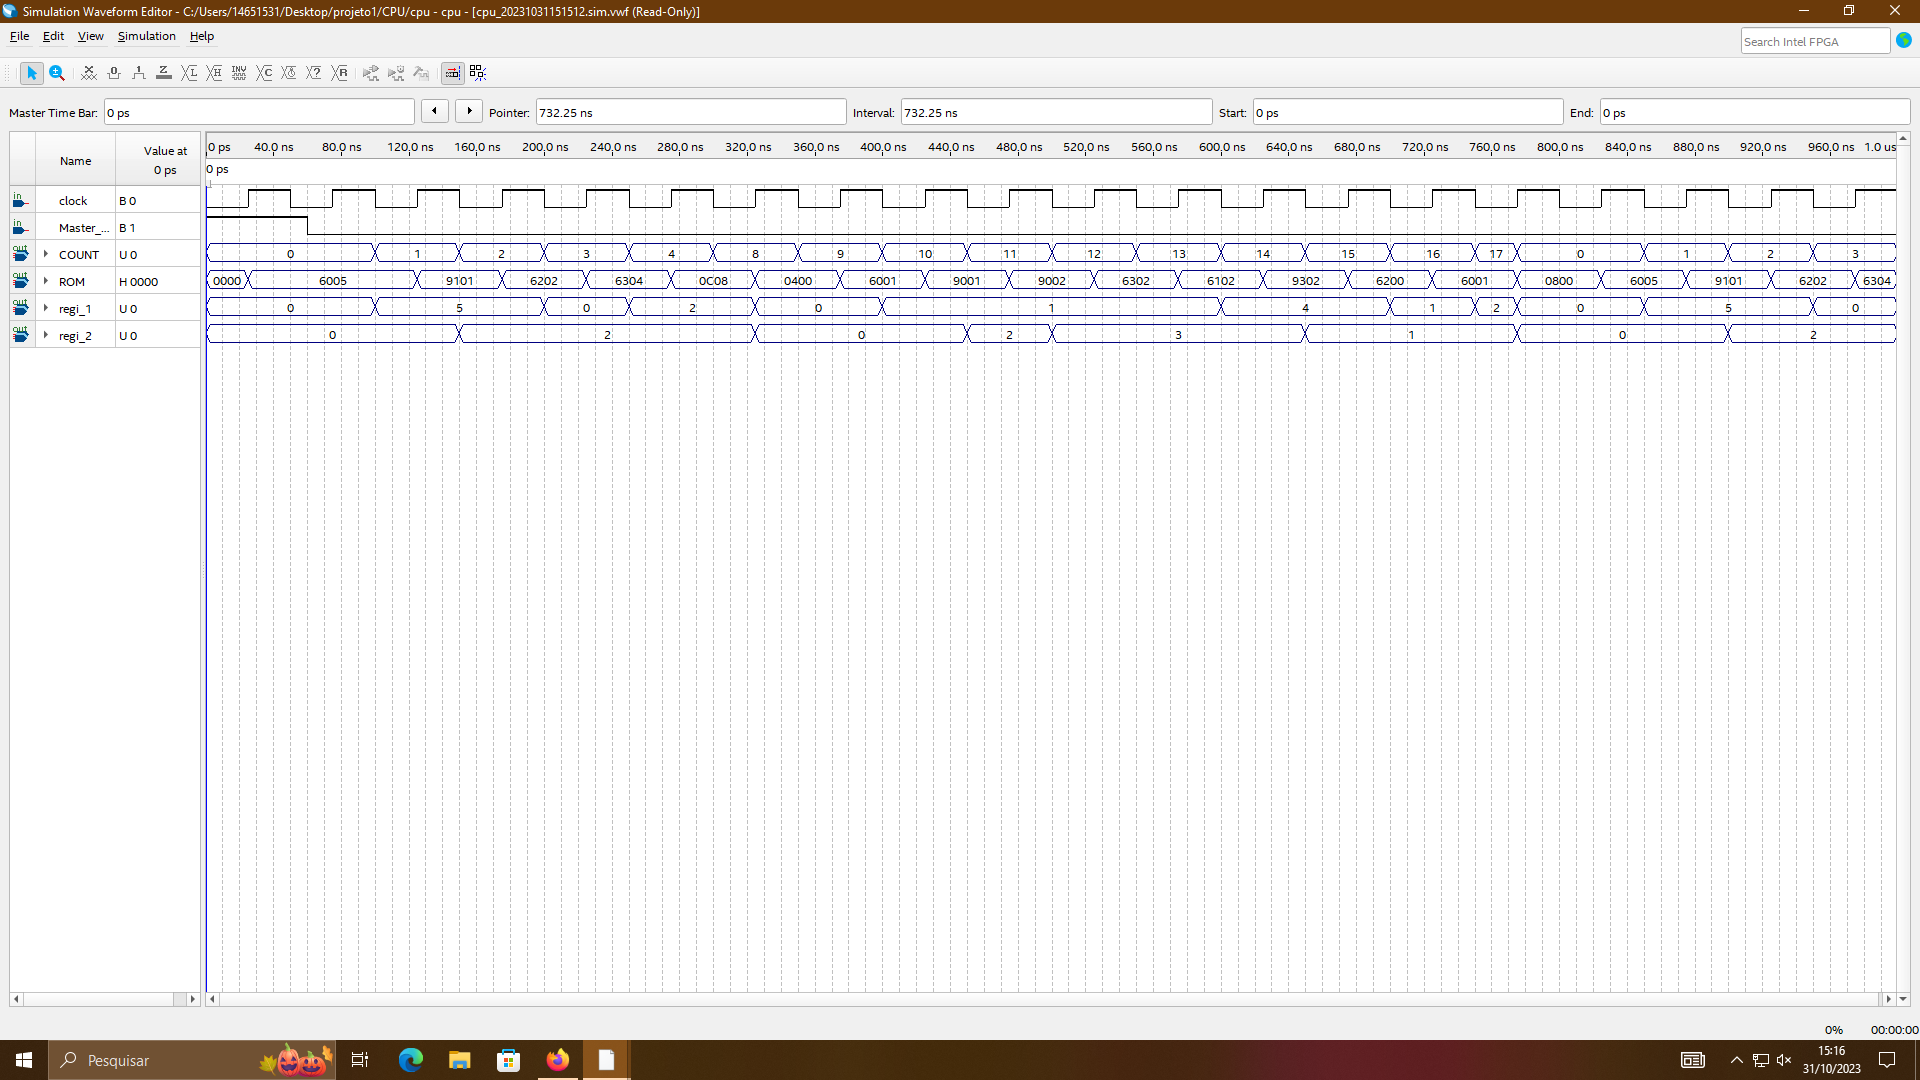 Simulation Waveform Editor - C:/Users/14651531/Desktop/projeto1/CPU/cpu - cpu - [cpu_20231031151512.sim.vwf (Read-Only)]
File Edit View Simulation Help
Search Intel FPGA
Master Time Bar: 0 ps Pointer: 732.25 ns Interval: 732.25 ns Start: 0 ps End: 0 ps
Name Value at 0 ps
0 ps 40.0 ns 80.0 ns 120.0 ns 160.0 ns 200.0 ns 240.0 ns 280.0 ns 320.0 ns 360.0 ns 400.0 ns 440.0 ns 480.0 ns 520.0 ns 560.0 ns 600.0 ns 640.0 ns 680.0 ns 720.0 ns 760.0 ns 800.0 ns 840.0 ns 880.0 ns 920.0 ns 960.0 ns 1.0 us
0 ps
in clock B 0
in Master_... B 1
out COUNT U 0 0 1 2 3 4 8 9 10 11 12 13 14 15 16 17 0 1 2 3
out ROM H 0000 0000 6005 9101 6202 6304 0C08 0400 6001 9001 9002 6302 6102 9302 6200 6001 0800 6005 9101 6202 6304
out regi_1 U 0 0 5 0 2 0 1 4 1 2 0 5 0
out regi_2 U 0 0 2 0 2 3 1 0 2
0% 00:00:00
Pesquisar
15:16
31/10/2023